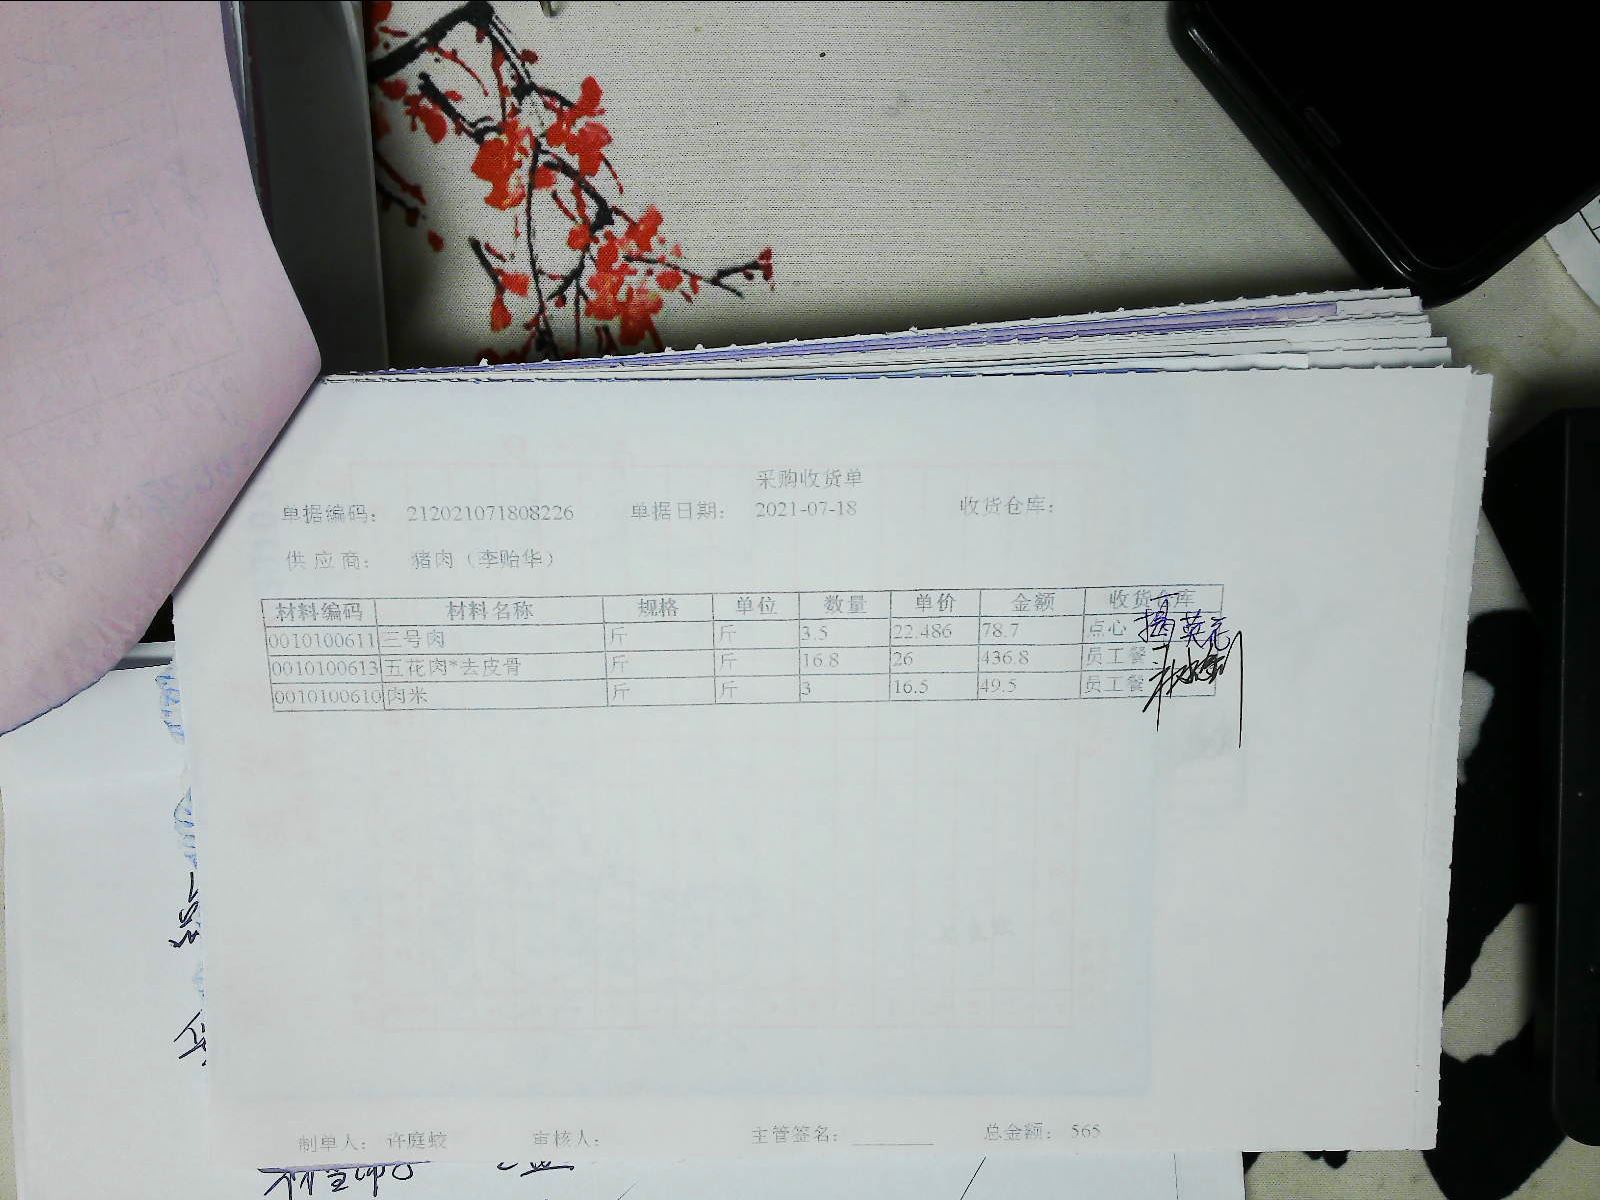 采购收货单
单据编码： 212021071808226 单据日期： 2021-07-18 收货仓库：
供 应 商： 猪肉（李贻华）
材料编码 材料名称 规格 单位 数量 单价 金额 收货仓库
0010100611 三号肉 斤 斤 3.5 22.486 78.7 点心
0010100613 五花肉*去皮骨 斤 斤 16.8 26 436.8 员工餐
0010100610 肉米 斤 斤 3 16.5 49.5 员工餐
制单人： 许庭蛟 审核人： 主管签名：________ 总金额： 565